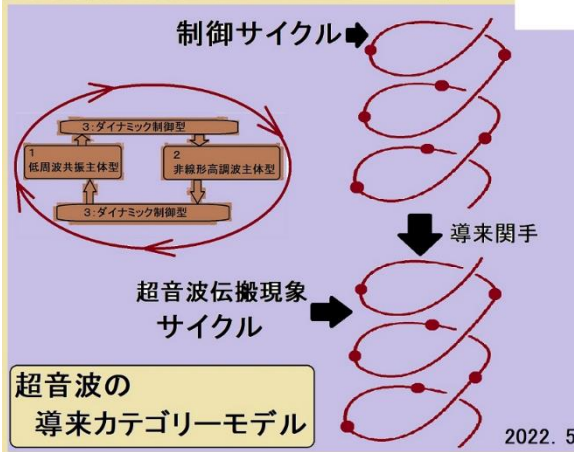 制御サイクル
3:ダイナミック制御型
1
低周波共振主体型
2
非線形高調波主体型
3:ダイナミック制御型
導来関手
超音波伝搬現象
サイクル
超音波の
導来カテゴリーモデル
2022. 5